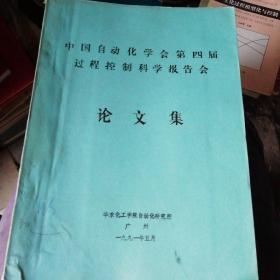 中国自动化学会第四届
过程控制科学报告会
论文集
华东化工学院自动化研究所
广州
一九九一年五月